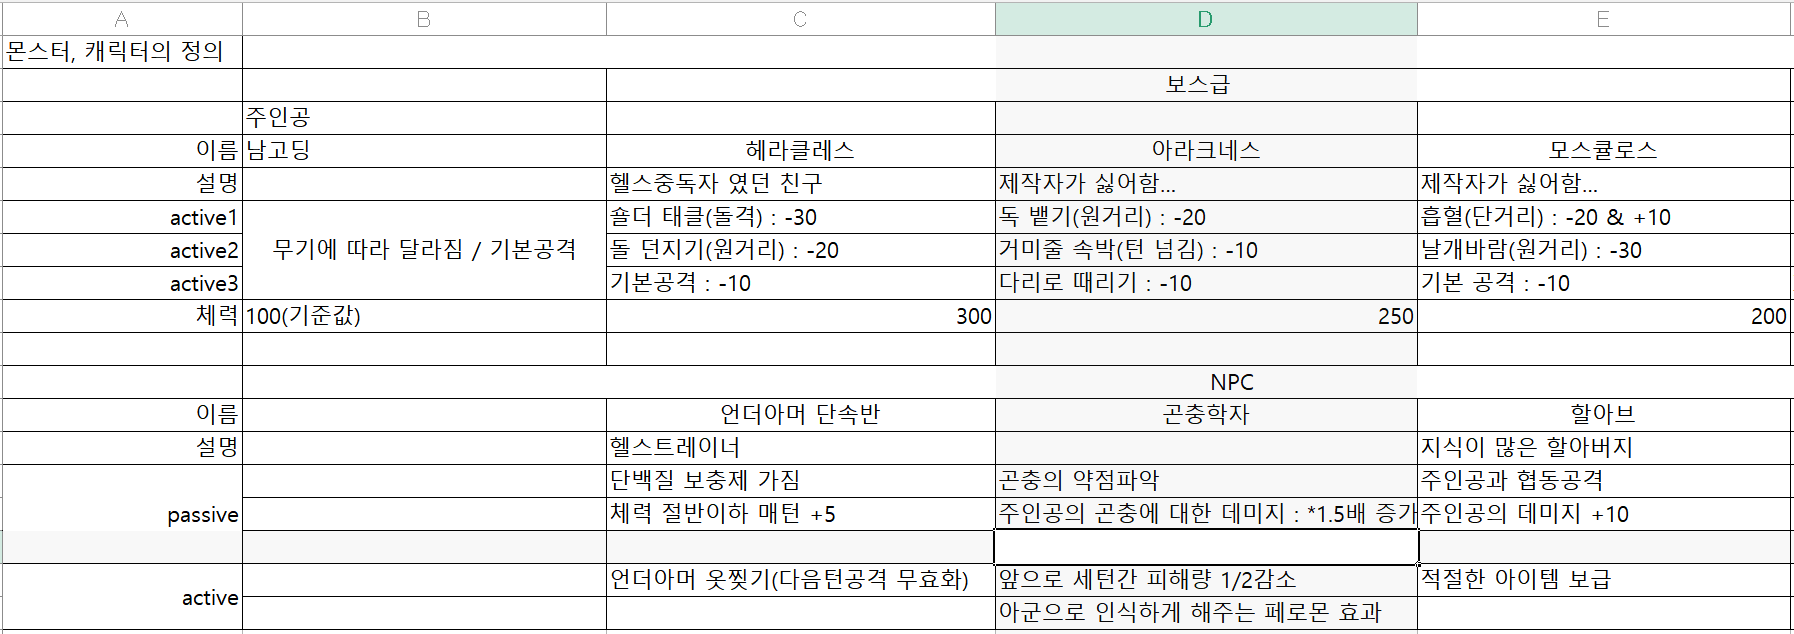 A B C D E
몬스터, 캐릭터의 정의
보스급
주인공
이름 남고딩 헤라클레스 아라크네스 모스큘로스
설명 헬스중독자 였던 친구 제작자가 싫어함... 제작자가 싫어함...
active1 숄더 태클(돌격) : -30 독 뱉기(원거리) : -20 흡혈(단거리) : -20 & +10
active2 무기에 따라 달라짐 / 기본공격 돌 던지기(원거리) : -20 거미줄 속박(턴 넘김) : -10 날개바람(원거리) : -30
active3 기본공격 : -10 다리로 때리기 : -10 기본 공격 : -10
체력 100(기준값) 300 250 200
NPC
이름 언더아머 단속반 곤충학자 할아브
설명 헬스트레이너 지식이 많은 할아버지
단백질 보충제 가짐 곤충의 약점파악 주인공과 협동공격
passive 체력 절반이하 매턴 +5 주인공의 곤충에 대한 데미지 : *1.5배 증가 주인공의 데미지 +10
언더아머 옷찢기(다음턴공격 무효화) 앞으로 세턴간 피해량 1/2감소 적절한 아이템 보급
active 아군으로 인식하게 해주는 페로몬 효과